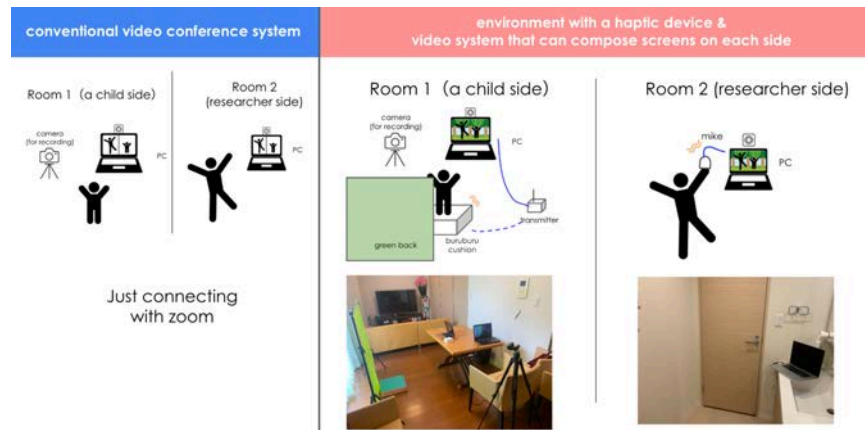 conventional video conference system
Room 1 (a child side)
camera
(for recording)
PC
Room 2
(researcher side)
PC
Just connecting
with zoom
environment with a haptic device &
video system that can compose screens on each side
Room 1 (a child side)
camera
(for recording)
PC
green back
buruburu
cushion
transmitter
Room 2 (researcher side)
mike
PC